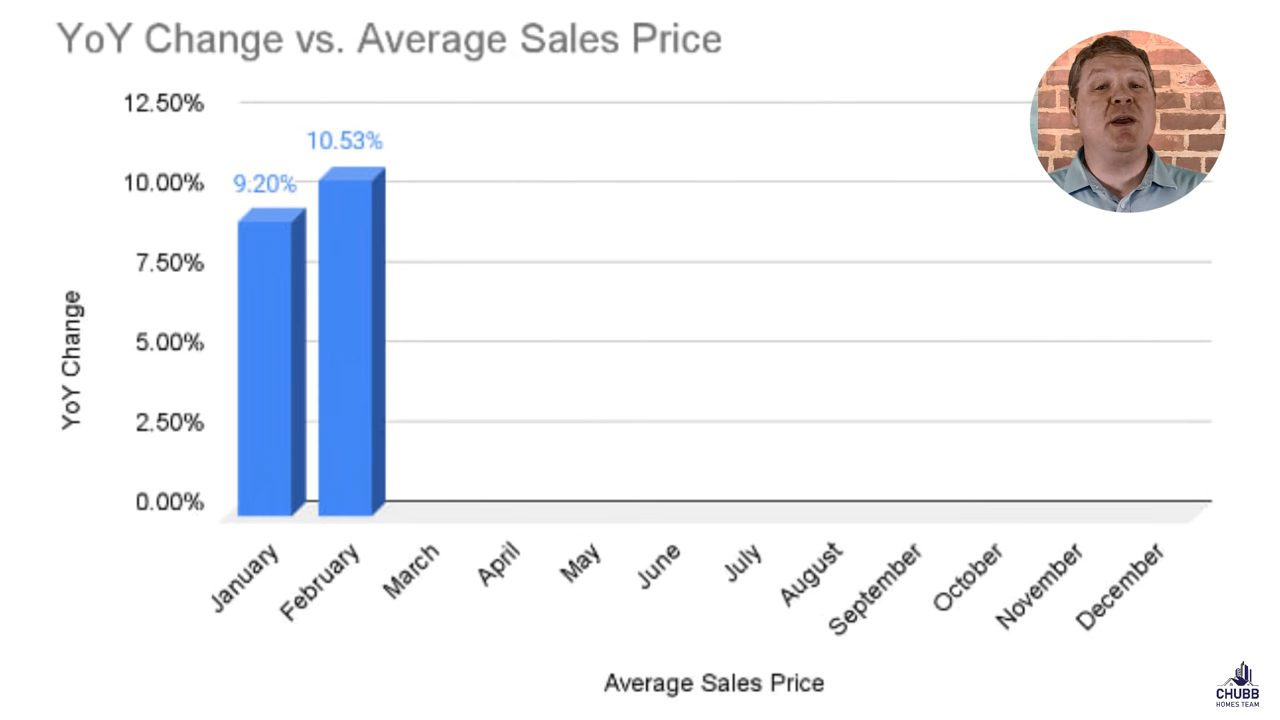 YoY Change vs. Average Sales Price
12.50%
10.00%
7.50%
5.00%
2.50%
0.00%
YoY Change
9.20%
10.53%
January
February
March
April
May
June
July
August
September
October
November
December
Average Sales Price
CHUBB
HOMES TEAM